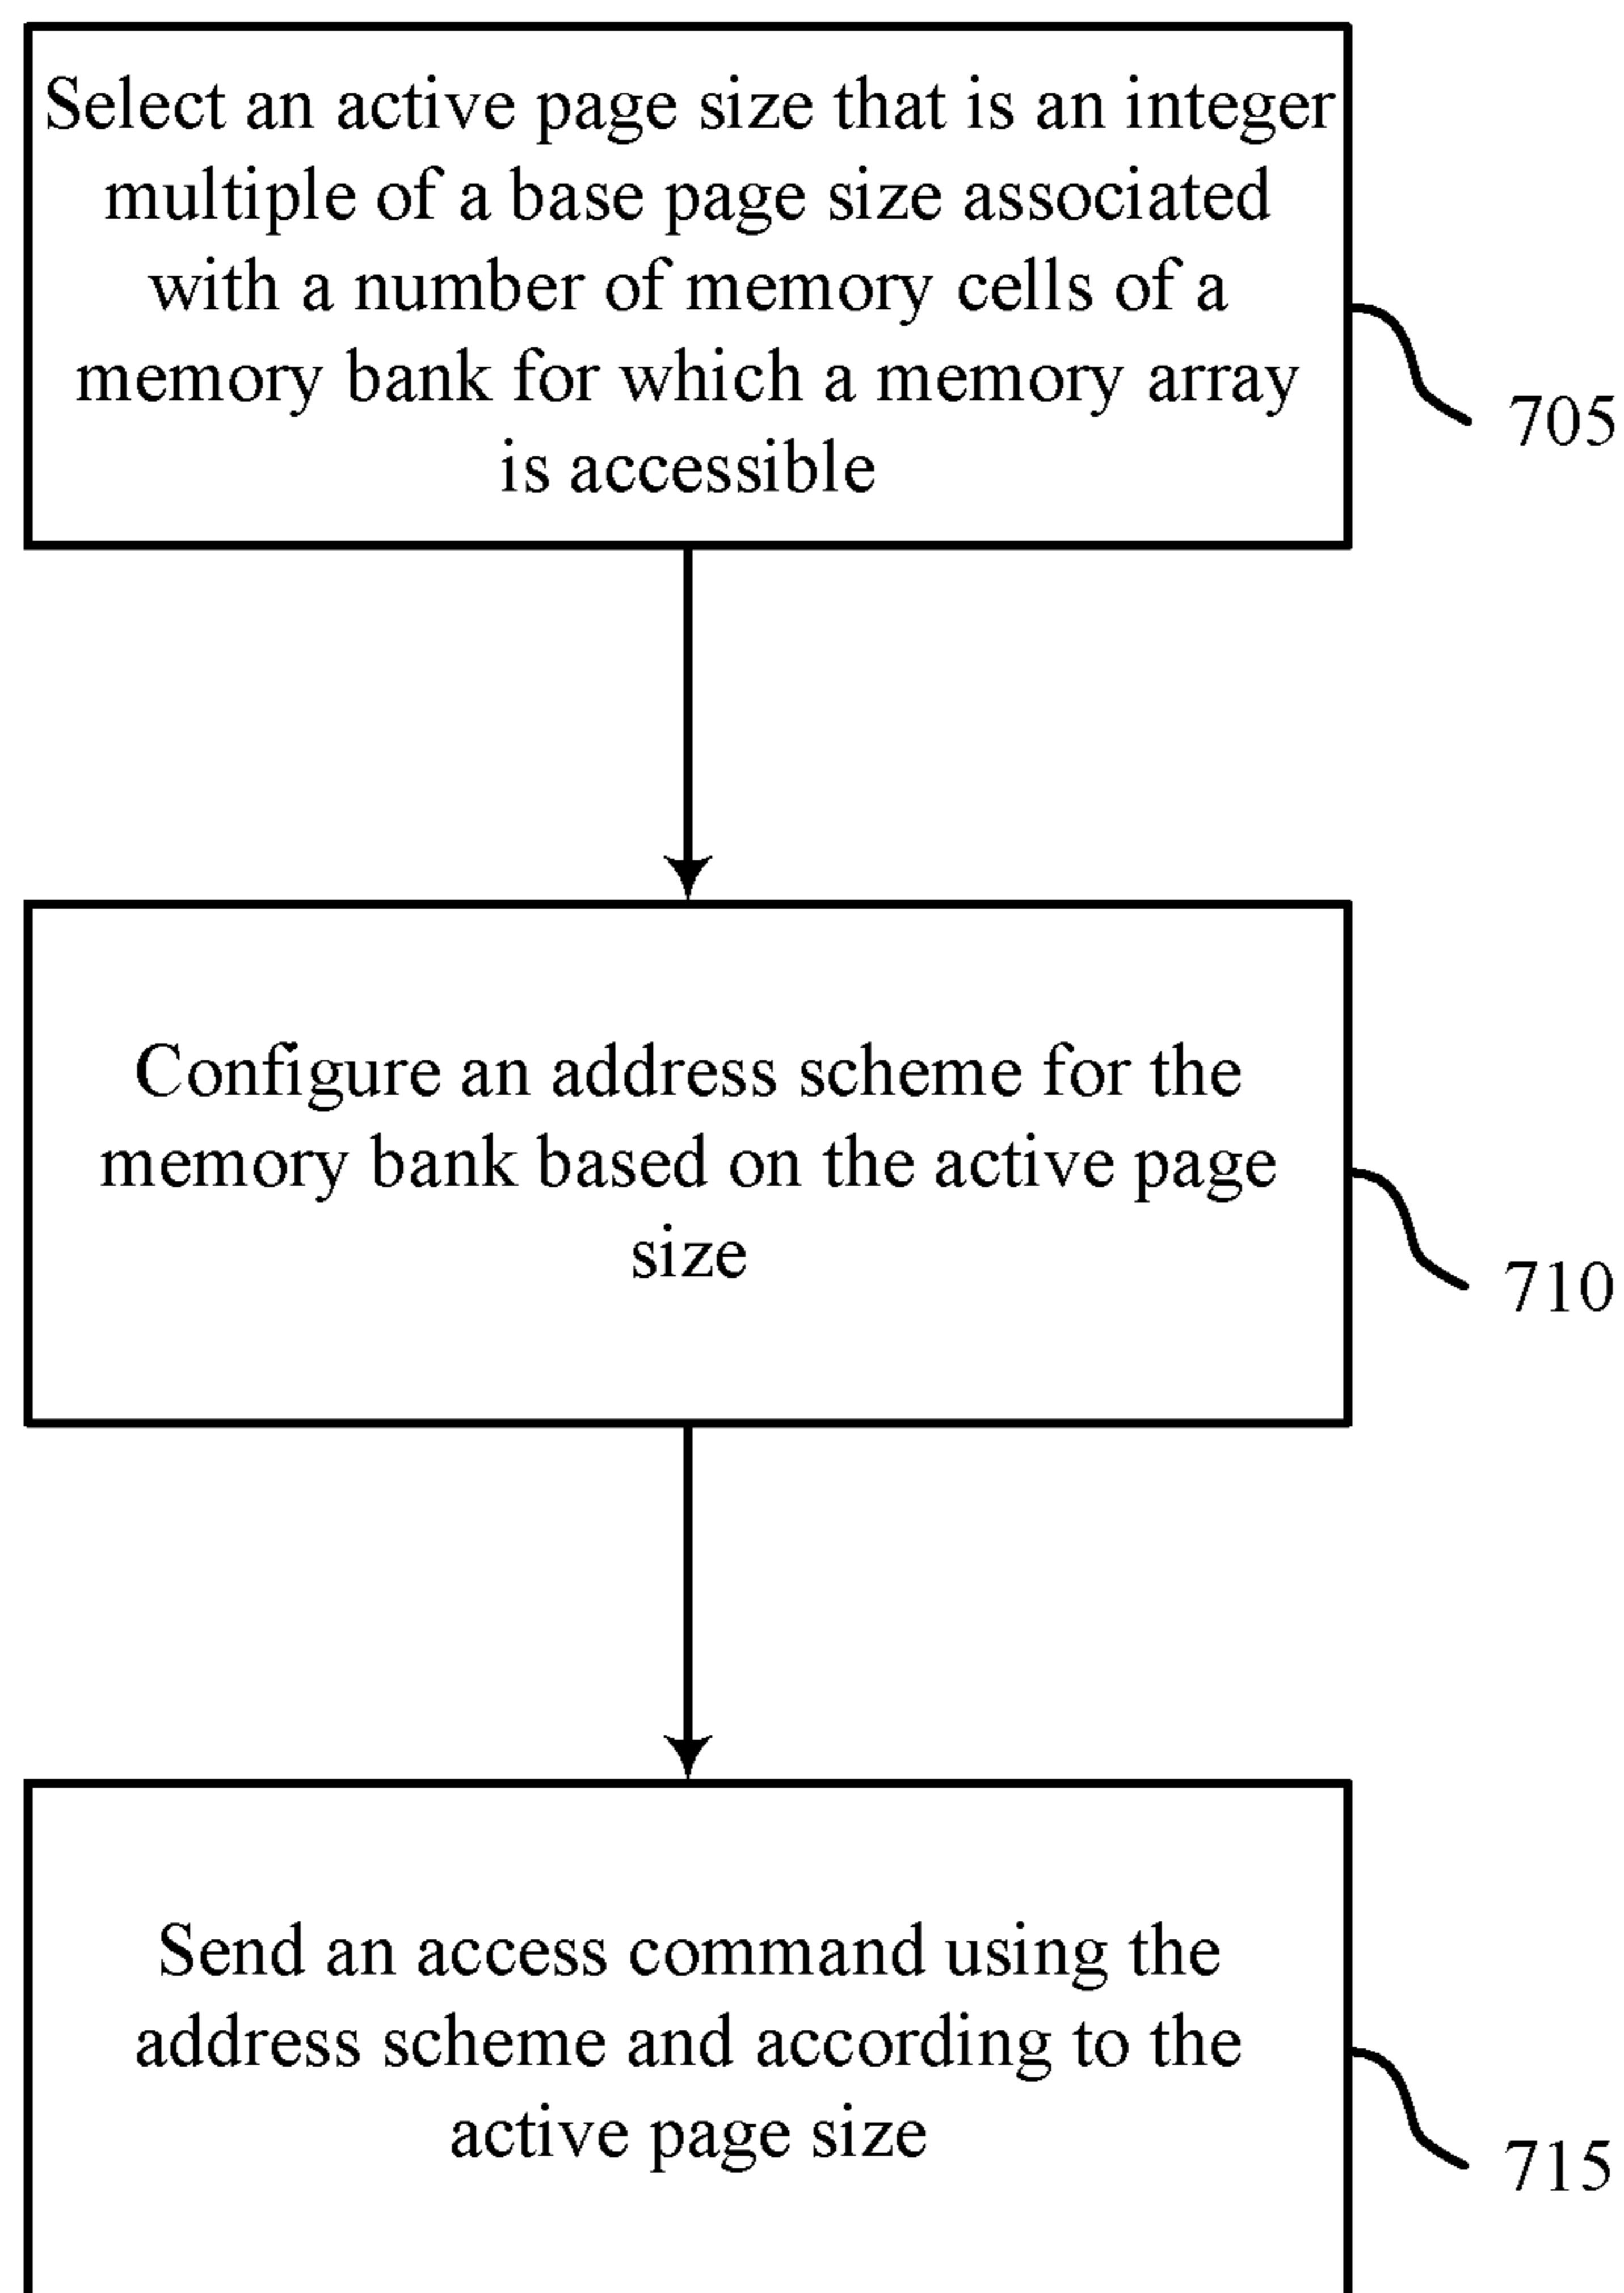 Select an active page size that is an integer
multiple of a base page size associated
with a number of memory cells of a
memory bank for which a memory array
is accessible
705
Configure an address scheme for the
memory bank based on the active page
size
710
Send an access command using the
address scheme and according to the
active page size
715